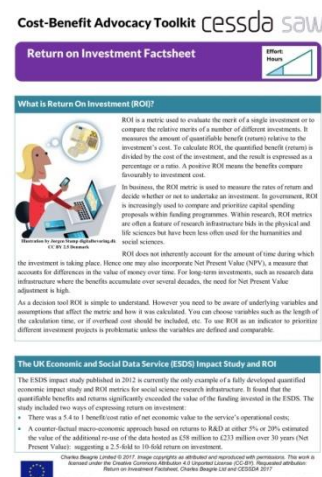 Cost-Benefit Advocacy Toolkit cessda saw
Return on Investment Factsheet
Effort:
Hours
What is Return On Investment (ROI)?
ROI is a metric used to evaluate the merit of a single investment or to
compare the relative merits of a number of different investments. It
measures the amount of quantifiable benefit (return) relative to the
investment's cost. To calculate ROI, the quantified benefit (return) is
divided by the cost of the investment, and the result is expressed as a
percentage or a ratio. A positive ROI means the benefits compare
favourably to investment cost.
In business, the ROI metric is used to measure the rates of return and
decide whether or not to undertake an investment. In government, ROI
is increasingly used to compare and prioritize capital spending
proposals within funding programmes. Within research, ROI metrics
are often a feature of research infrastructure bids in the physical and
life sciences but have been less often used for the humanities and
social sciences.
Illustration by Jørgen Stamp digitalbevaring.dk
CC BY 2.5 Denmark
ROI does not inherently account for the amount of time during which
the investment is taking place. Hence one may also incorporate Net Present Value (NPV), a measure that
accounts for differences in the value of money over time. For long-term investments, such as research data
infrastructure where the benefits accumulate over several decades, the need for Net Present Value
adjustment is high.
As a decision tool ROI is simple to understand. However you need to be aware of underlying variables and
assumptions that affect the metric and how it was calculated. You can choose variables such as the length of
the calculation time, or if overhead cost should be included, etc. To use ROI as an indicator to prioritize
different investment projects is problematic unless the variables are defined and comparable.
The UK Economic and Social Data Service (ESDS) Impact Study and ROI
The ESDS impact study published in 2012 is currently the only example of a fully developed quantified
economic impact study and ROI metrics for social science research infrastructure. It found that the
quantifiable benefits and returns significantly exceeded the value of the funding invested in the ESDS. The
study included two ways of expressing return on investment:
• There was a 5.4 to 1 benefit/cost ratio of net economic value to the service's operational costs;
• A counter-factual macro-economic approach based on returns to R&D at either 5% or 20% estimated
the value of the additional re-use of the data hosted as £58 million to £233 million over 30 years (Net
Present Value): suggesting a 2.5-fold to 10-fold return on investment.
Charles Beagrie Limited © 2017. Image copyrights as attributed and reproduced with permissions. This work is
licensed under the Creative Commons Attribution 4.0 Unported License (CC-BY). Requested attribution:
Return on Investment Factsheet, Charles Beagrie Ltd and CESSDA 2017